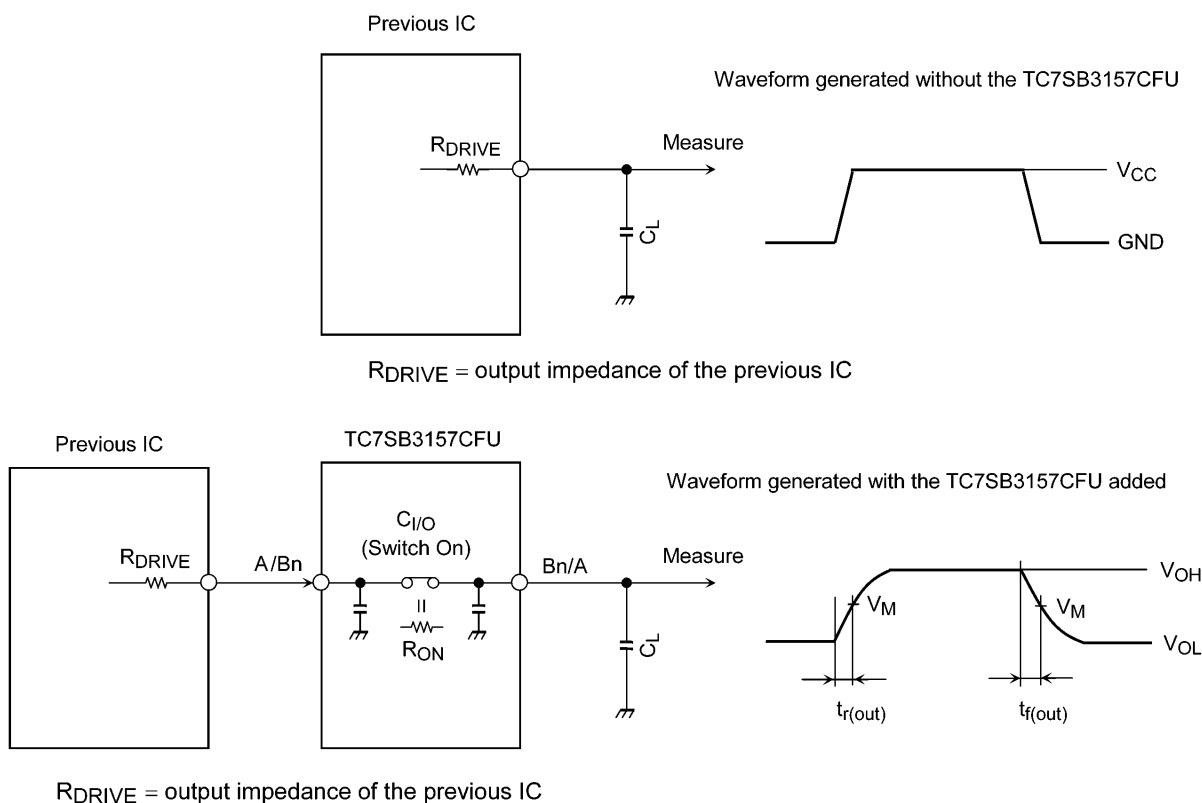 Previous IC
Waveform generated without the TC7SB3157CFU
RDRIVE
Measure
VCC
CL
GND
RDRIVE = output impedance of the previous IC
Previous IC
TC7SB3157CFU
Waveform generated with the TC7SB3157CFU added
CI/O
(Switch On)
RDRIVE
A/Bn
Bn/A
Measure
VOH
VM
VM
RON
CL
VOL
tr(out)
tf(out)
RDRIVE = output impedance of the previous IC